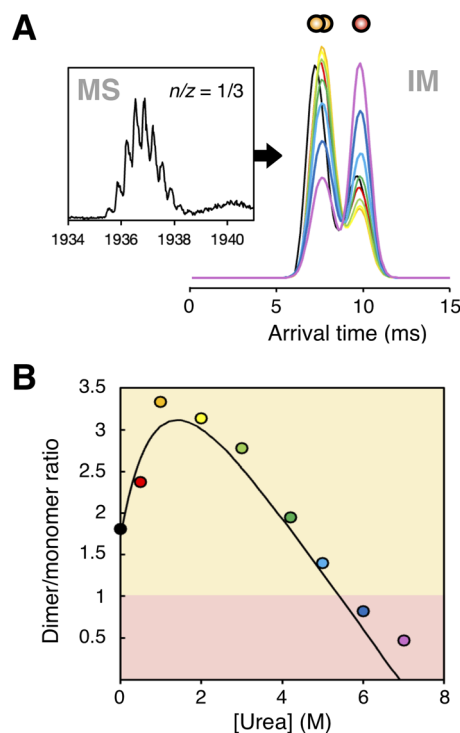 A
MS
n/z = 1/3
IM
1934
1936
1938
1940
0
5
10
15
Arrival time (ms)
B
3.5
3
2.5
2
1.5
1
0.5
Dimer/monomer ratio
0
2
4
6
8
[Urea] (M)